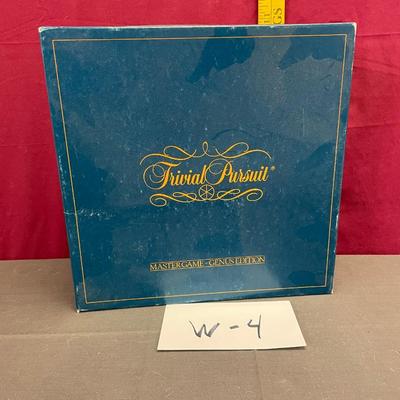 Trivial Pursuit®
MASTER GAME - GENUS EDITION
W-4